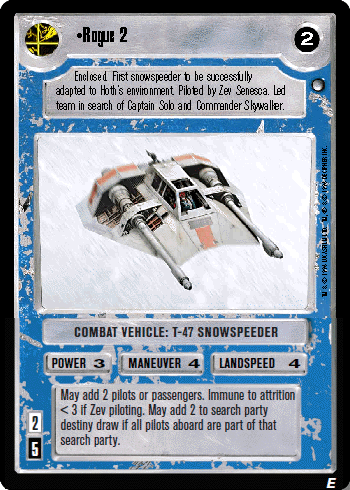 •Rogue 2
2
Enclosed. First snowspeeder to be successfully
adapted to Hoth's environment. Piloted by Zev Senesca. Led
team in search of Captain Solo and Commander Skywalker.
COMBAT VEHICLE: T-47 SNOWSPEEDER
POWER 3 MANEUVER 4 LANDSPEED 4
May add 2 pilots or passengers. Immune to attrition
< 3 if Zev piloting. May add 2 to search party
destiny draw if all pilots aboard are part of that
search party.
2
5
E